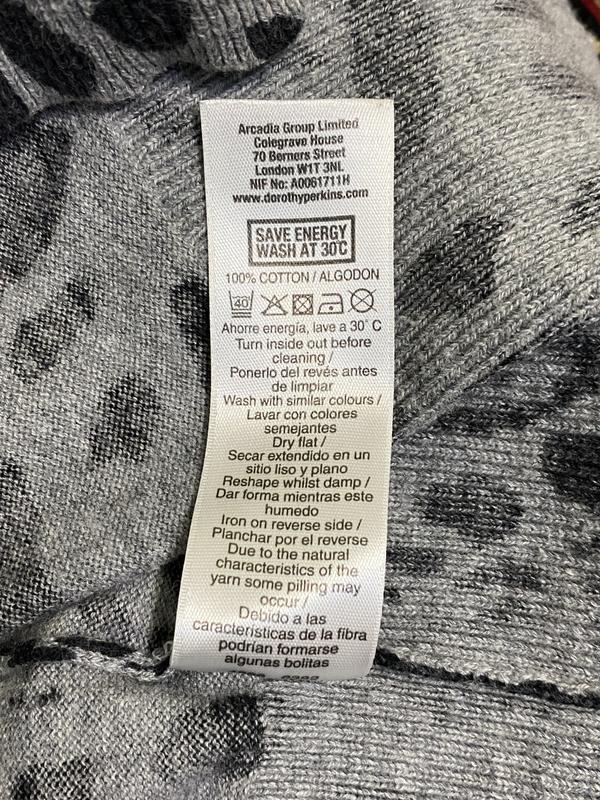 Arcadia Group Limited
Colegrave House
70 Berners Street
London W1T 3NL
NIF No: A0061711H
www.dorothyperkins.com
SAVE ENERGY
WASH AT 30°C
100% COTTON / ALGODON
40°
Ahorre energía, lave a 30° C
Turn inside out before
cleaning /
Ponerlo del revés antes
de limpiar
Wash with similar colours /
Lavar con colores
semejantes
Dry flat /
Secar extendido en un
sitio liso y plano
Reshape whilst damp /
Dar forma mientras este
humedo
Iron on reverse side /
Planchar por el reverse
Due to the natural
characteristics of the
yarn some pilling may
occur /
Debido a las
características de la fibra
podrían formarse
algunas bolitas